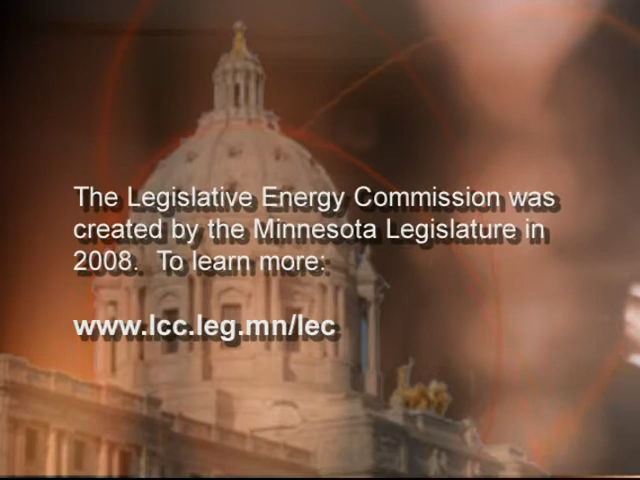 The Legislative Energy Commission was
created by the Minnesota Legislature in
2008.  To learn more:
www.lcc.leg.mn/lec